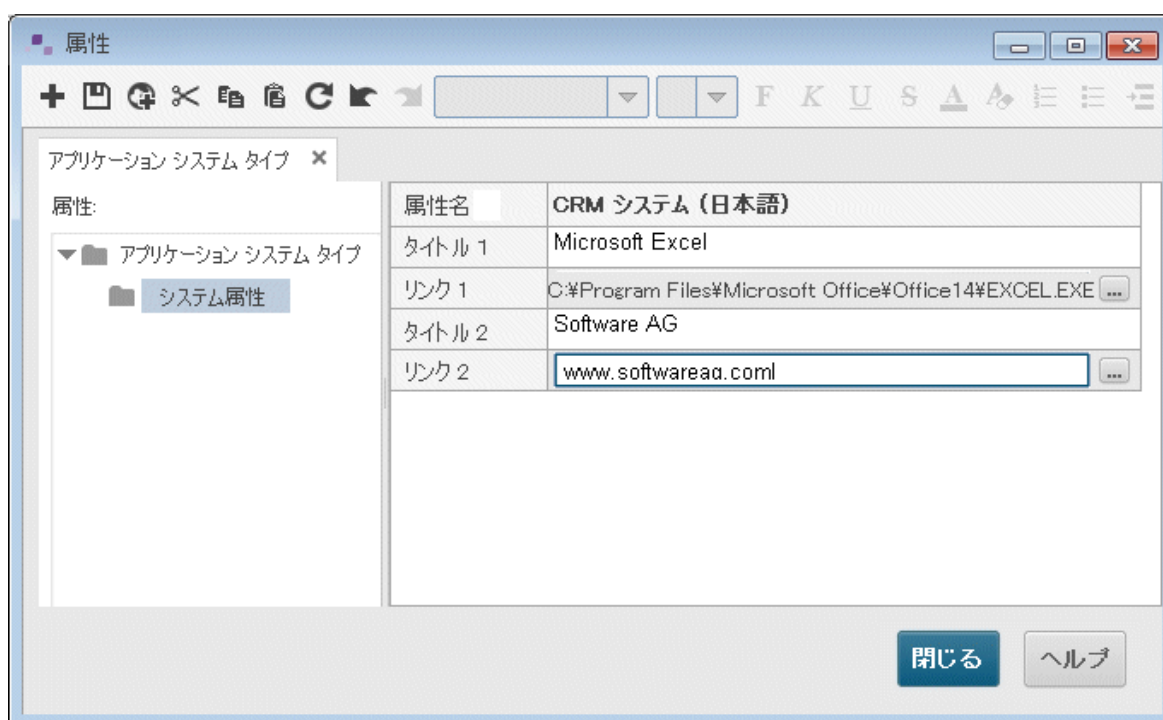 属性
F K U S A
アプリケーション システム タイプ ×
属性:
アプリケーション システム タイプ
システム属性
属性名 CRM システム (日本語)
タイトル 1 Microsoft Excel
リンク 1 C:¥Program Files¥Microsoft Office¥Office14¥EXCEL.EXE ...
タイトル 2 Software AG
リンク 2 www.softwareag.com ...
閉じる ヘルプ